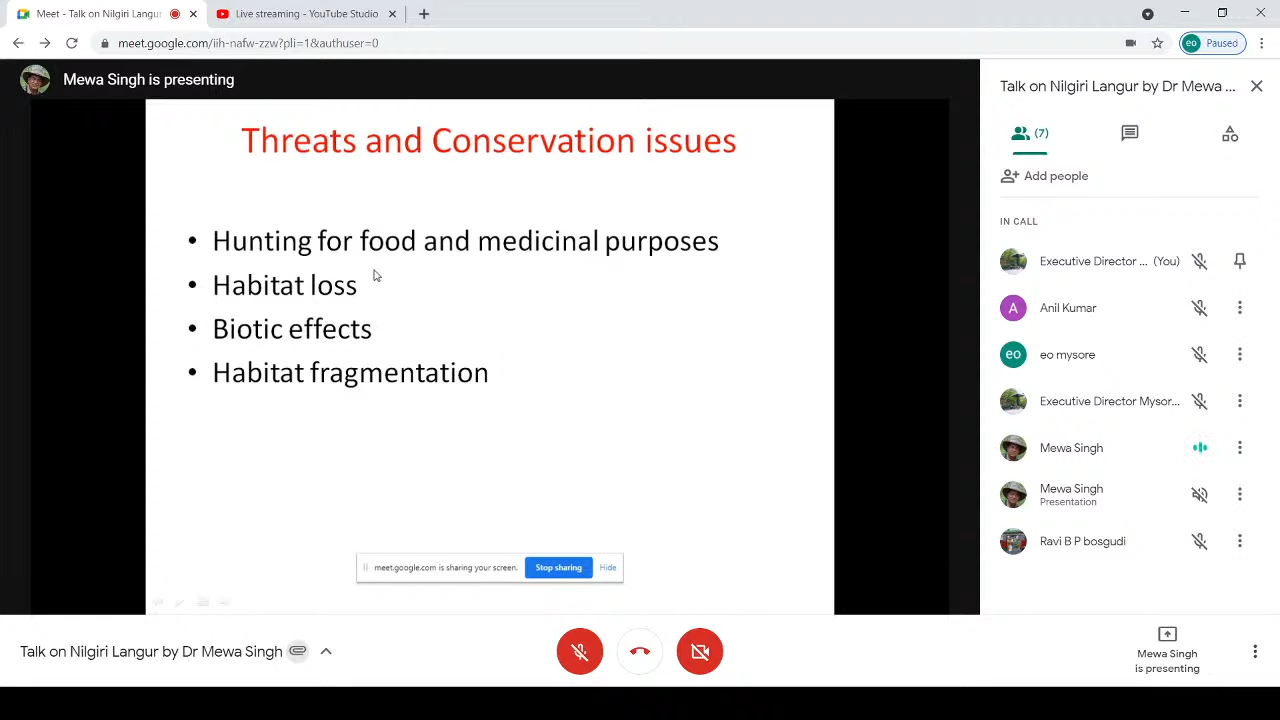 Meet - Talk on Nilgiri Langur
Live streaming - YouTube Studio
meet.google.com/iih-nafw-zzw?pli=1&authuser=0
eo Paused
Mewa Singh is presenting
Talk on Nilgiri Langur by Dr Mewa ...
Threats and Conservation issues
(7)
Add people
IN CALL
• Hunting for food and medicinal purposes
• Habitat loss
• Biotic effects
• Habitat fragmentation
Executive Director ... (You)
A Anil Kumar
eo eo mysore
Executive Director Mysor...
Mewa Singh
Mewa Singh
Presentation
Ravi B P bosgudi
meet.google.com is sharing your screen. Stop sharing Hide
Talk on Nilgiri Langur by Dr Mewa Singh
Mewa Singh
is presenting